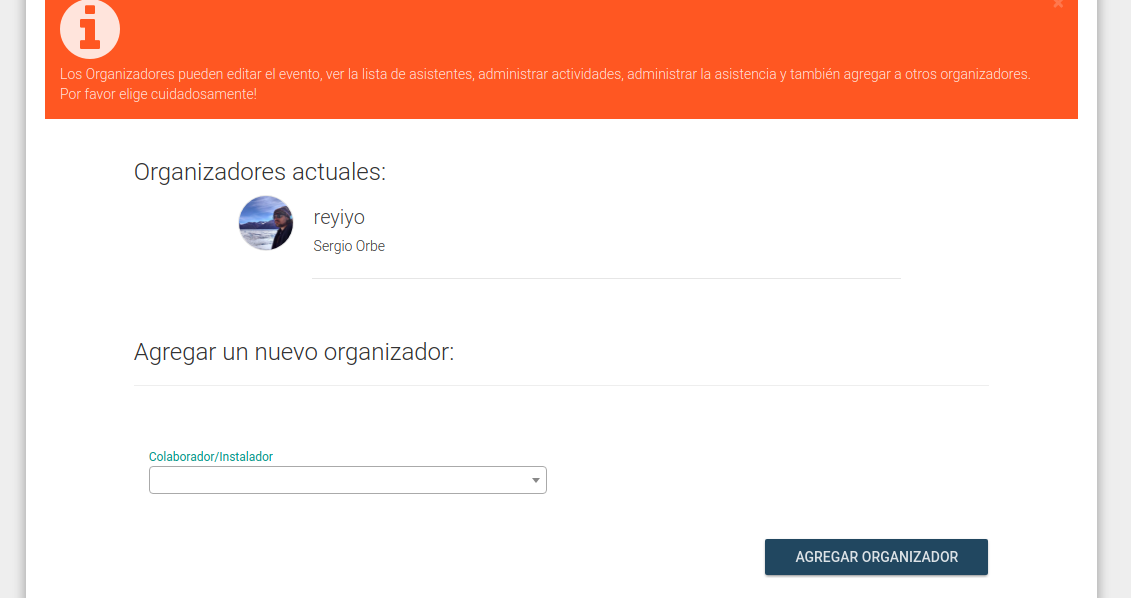 ×
Los Organizadores pueden editar el evento, ver la lista de asistentes, administrar actividades, administrar la asistencia y también agregar a otros organizadores.
Por favor elige cuidadosamente!
Organizadores actuales:
reyiyo
Sergio Orbe
Agregar un nuevo organizador:
Colaborador/Instalador
AGREGAR ORGANIZADOR